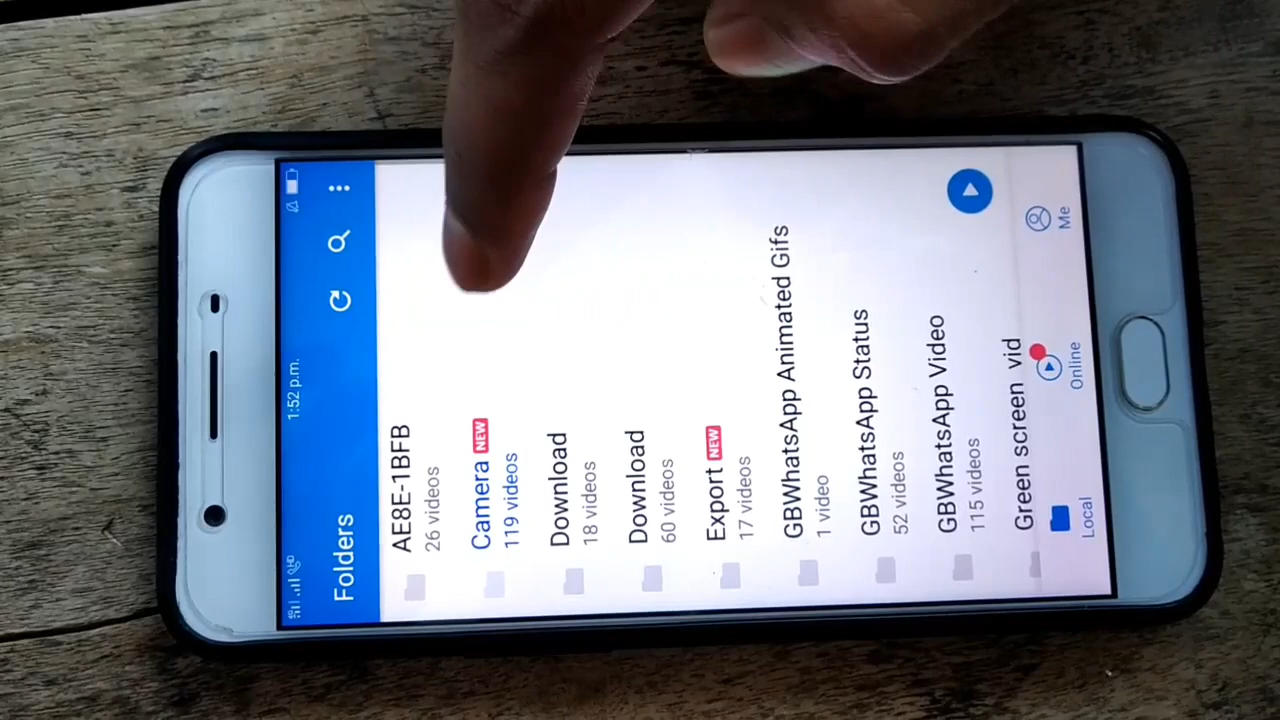 1:52 p.m.
Folders
AE8E-1BFB
26 videos
Camera NEW
119 videos
Download
18 videos
Download
60 videos
Export NEW
17 videos
GBWhatsApp Animated Gifs
1 video
GBWhatsApp Status
52 videos
GBWhatsApp Video
115 videos
Green screen vid
Local
Online
Me